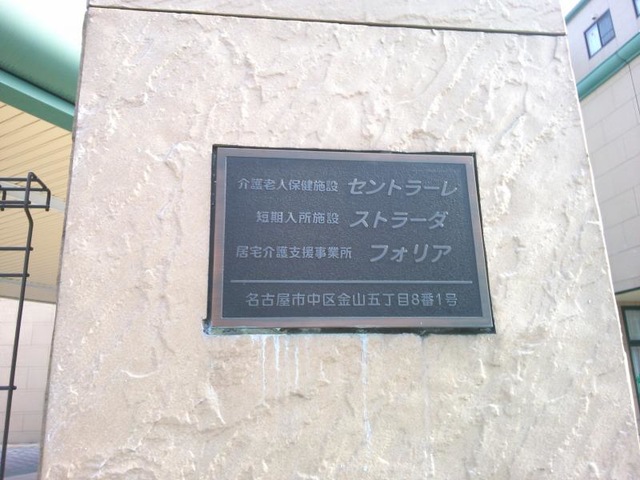 介護老人保健施設 セントラーレ
短期入所施設 ストラーダ
居宅介護支援事業所 フォリア
名古屋市中区金山五丁目8番1号